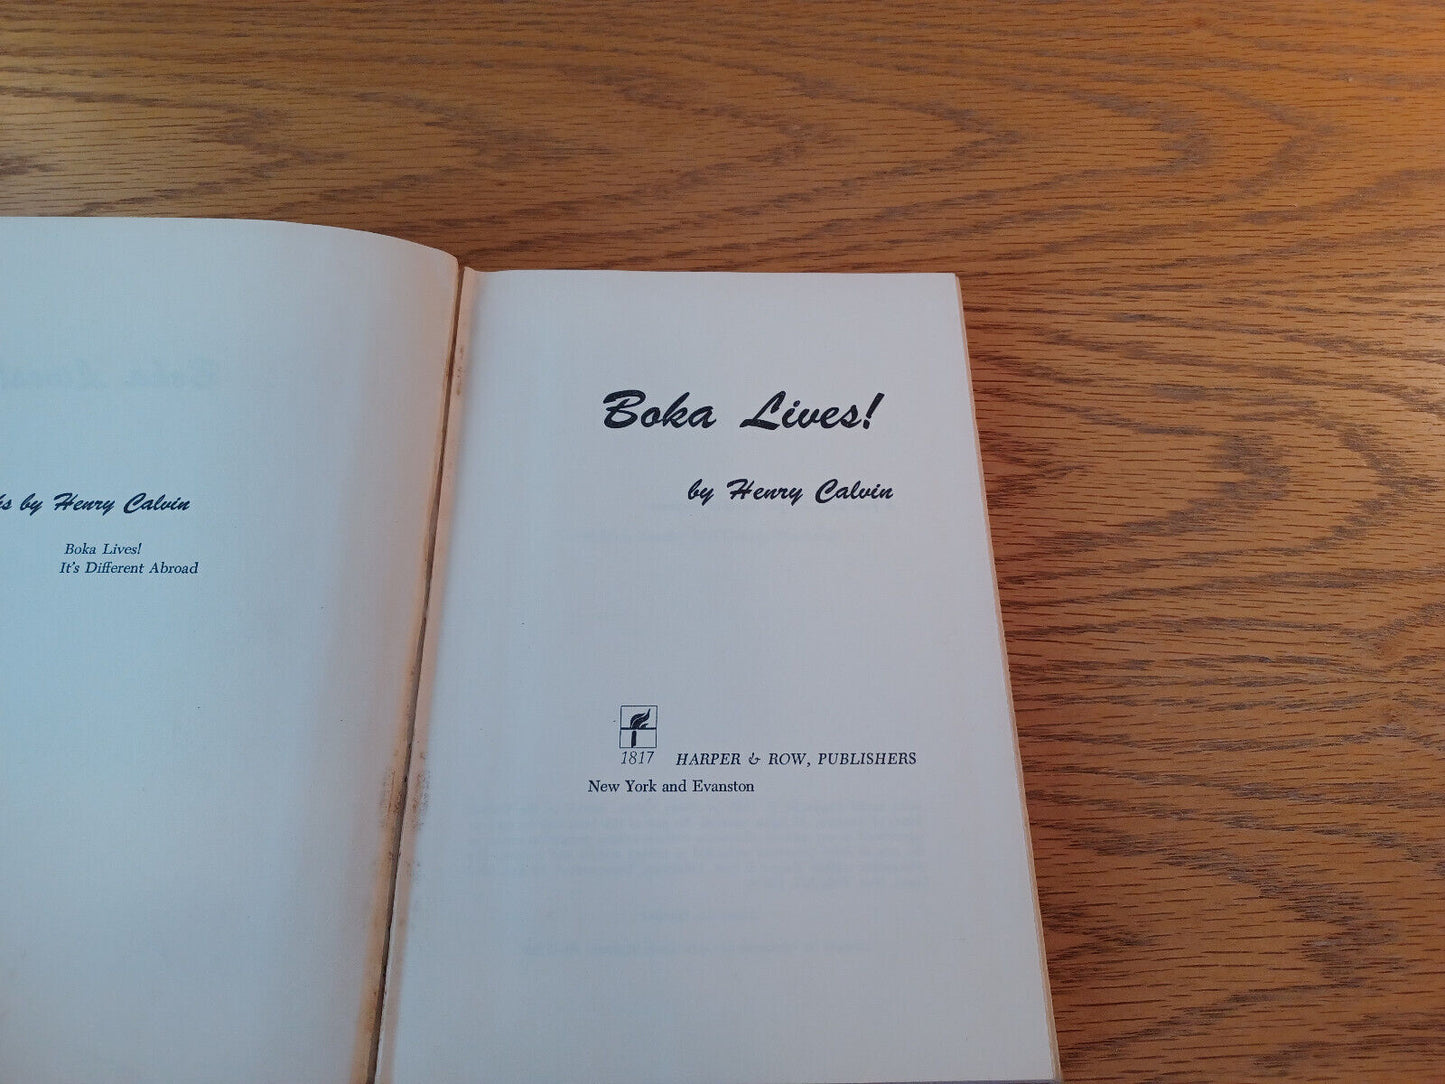 by Henry Calvin
Boka Lives!
It's Different Abroad
Boka Lives!
by Henry Calvin
1817
HARPER & ROW, PUBLISHERS
New York and Evanston